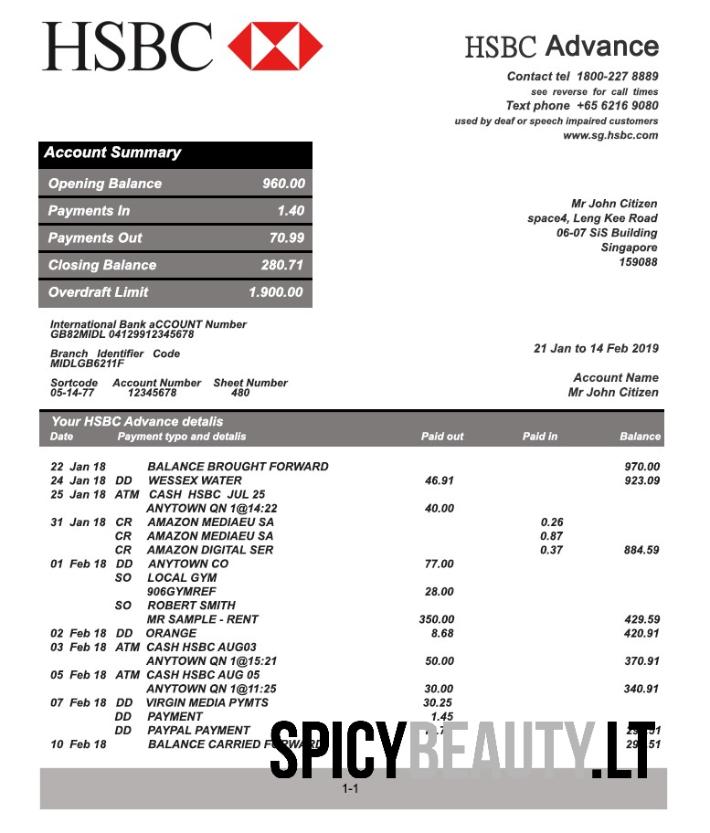 HSBC
HSBC Advance
Contact tel 1800-227 8889
see reverse for call times
Text phone +65 6216 9080
used by deaf or speech impaired customers
www.sg.hsbc.com
Account Summary
Opening Balance 960.00
Payments In 1.40
Payments Out 70.99
Closing Balance 280.71
Overdraft Limit 1.900.00
Mr John Citizen
space4, Leng Kee Road
06-07 SiS Building
Singapore
159088
International Bank aCCOUNT Number
GB82MIDL 04129912345678
Branch Identifier Code
MIDLGB6211F
Sortcode Account Number Sheet Number
05-14-77 12345678 480
21 Jan to 14 Feb 2019
Account Name
Mr John Citizen
Your HSBC Advance detalis
Date Payment typo and detalis Paid out Paid in Balance
22 Jan 18 BALANCE BROUGHT FORWARD 970.00
24 Jan 18 DD WESSEX WATER 46.91 923.09
25 Jan 18 ATM CASH HSBC JUL 25
ANYTOWN QN 1@14:22 40.00
31 Jan 18 CR AMAZON MEDIAEU SA 0.26
CR AMAZON MEDIAEU SA 0.87
CR AMAZON DIGITAL SER 0.37 884.59
01 Feb 18 DD ANYTOWN CO 77.00
SO LOCAL GYM
906GYMREF 28.00
SO ROBERT SMITH
MR SAMPLE - RENT 350.00 429.59
02 Feb 18 DD ORANGE 8.68 420.91
03 Feb 18 ATM CASH HSBC AUG03
ANYTOWN QN 1@15:21 50.00 370.91
05 Feb 18 ATM CASH HSBC AUG 05
ANYTOWN QN 1@11:25 30.00 340.91
07 Feb 18 DD VIRGIN MEDIA PYMTS 30.25
DD PAYMENT 1.45
DD PAYPAL PAYMENT
10 Feb 18 BALANCE CARRIED FORWARD
SPICYBEAUTY.LT
1-1